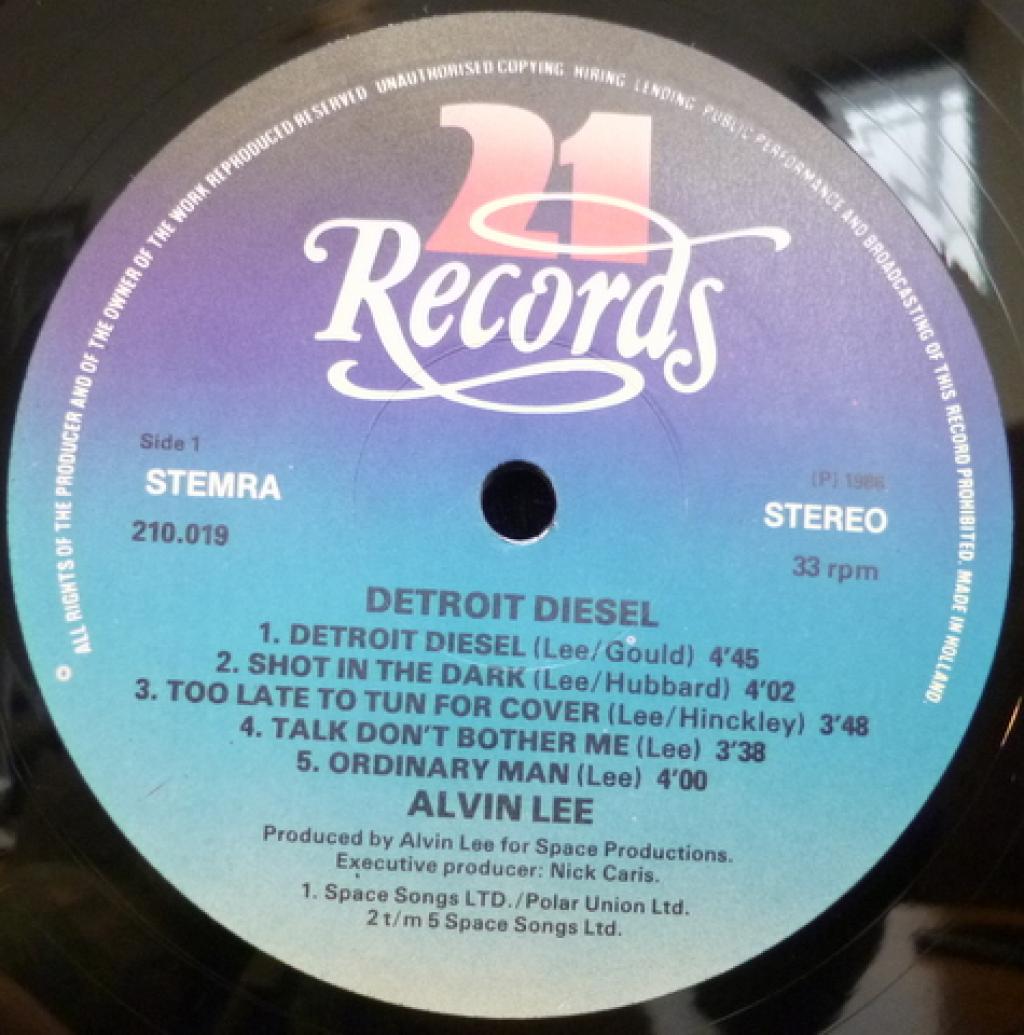 ALL RIGHTS OF THE PRODUCER AND OF THE OWNER OF THE WORK REPRODUCED RESERVED UNAUTHORISED COPYING HIRING LENDING PUBLIC PERFORMANCE AND BROADCASTING OF THIS RECORD PROHIBITED. MADE IN HOLLAND.
21
Records
Side 1
STEMRA
210.019
(P) 1986
STEREO
33 rpm
DETROIT DIESEL
1. DETROIT DIESEL (Lee/Gould) 4'45
2. SHOT IN THE DARK (Lee/Hubbard) 4'02
3. TOO LATE TO TUN FOR COVER (Lee/Hinckley) 3'48
4. TALK DON'T BOTHER ME (Lee) 3'38
5. ORDINARY MAN (Lee) 4'00
ALVIN LEE
Produced by Alvin Lee for Space Productions.
Executive producer: Nick Caris.
1. Space Songs LTD./Polar Union Ltd.
2 t/m 5 Space Songs Ltd.